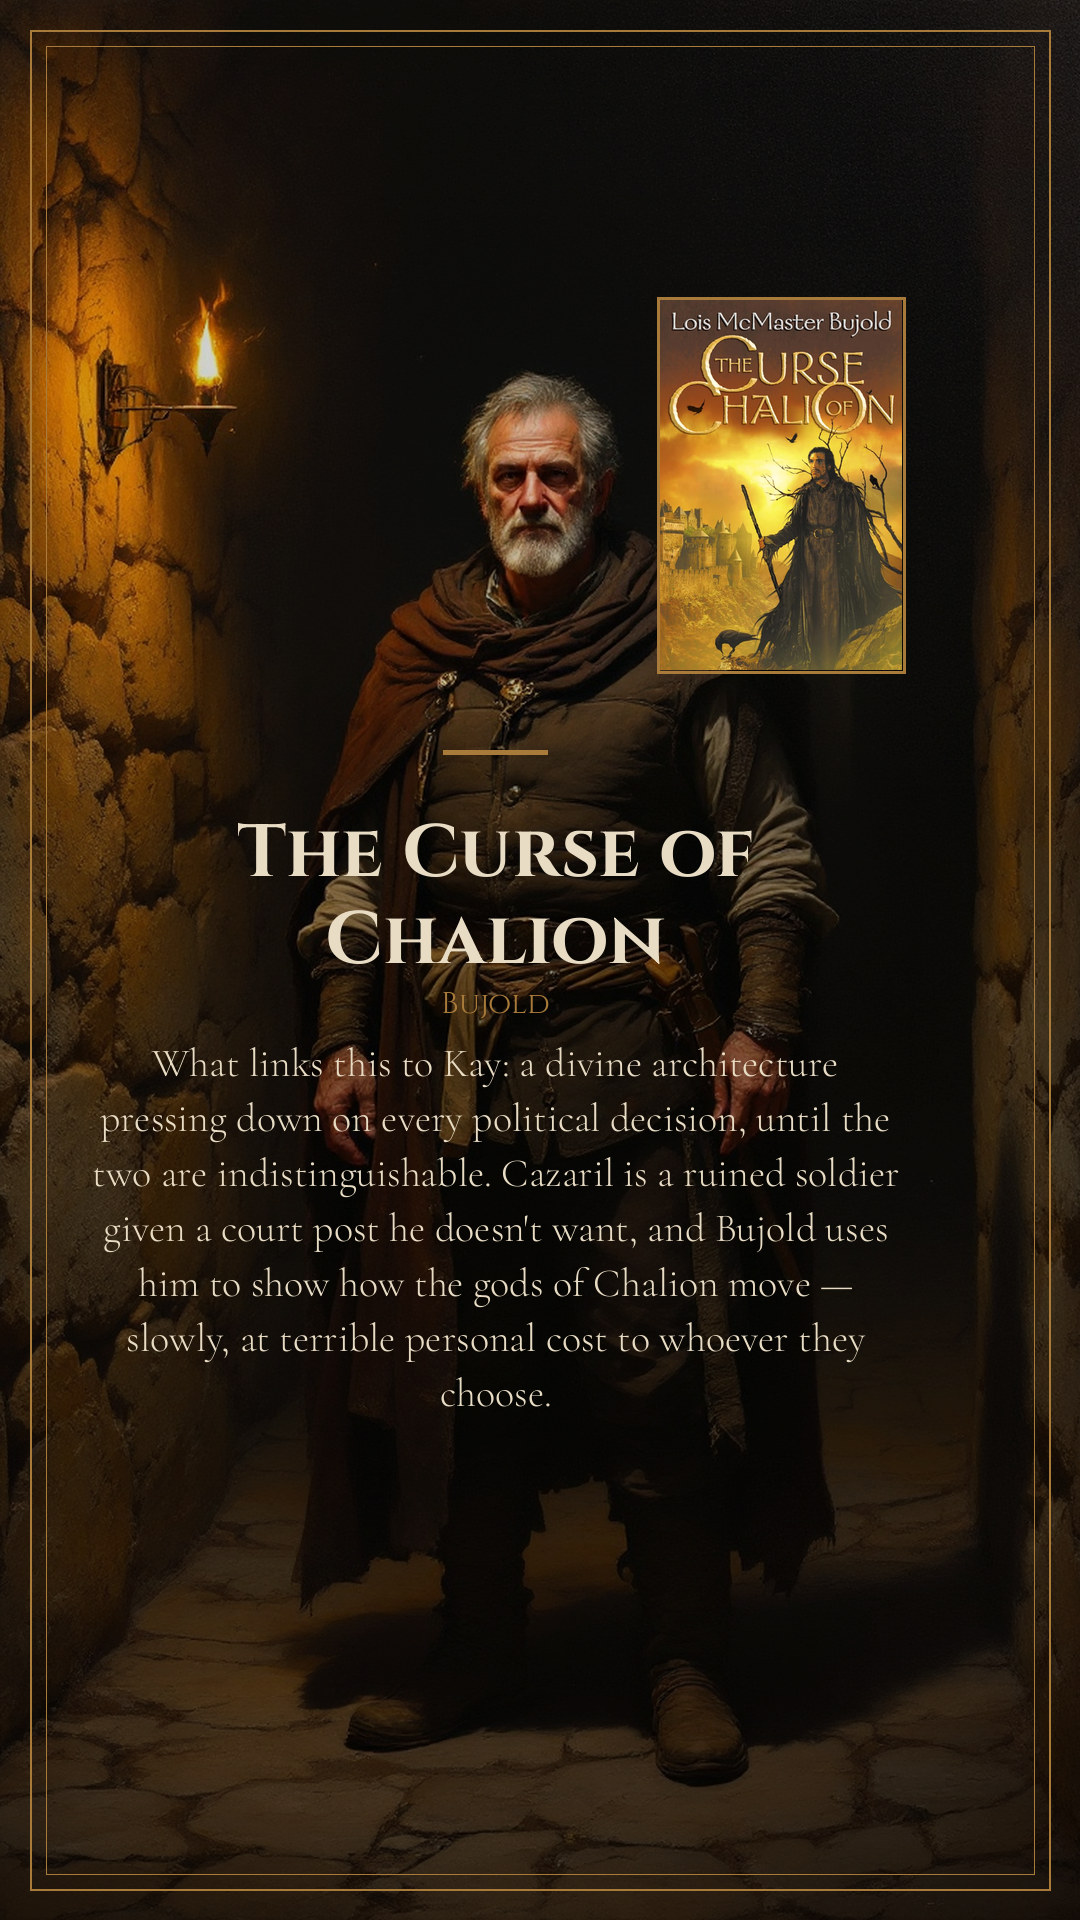 Lois McMaster Bujold
THE CURSE
OF CHALION
THE CURSE OF
CHALION
BUJOLD
What links this to Kay: a divine architecture
pressing down on every political decision, until the
two are indistinguishable. Cazaril is a ruined soldier
given a court post he doesn't want, and Bujold uses
him to show how the gods of Chalion move —
slowly, at terrible personal cost to whoever they
choose.